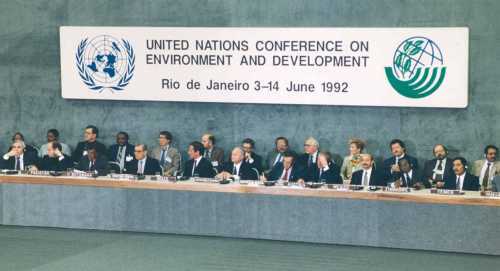 UNITED NATIONS CONFERENCE ON
ENVIRONMENT AND DEVELOPMENT
Rio de Janeiro 3–14 June 1992